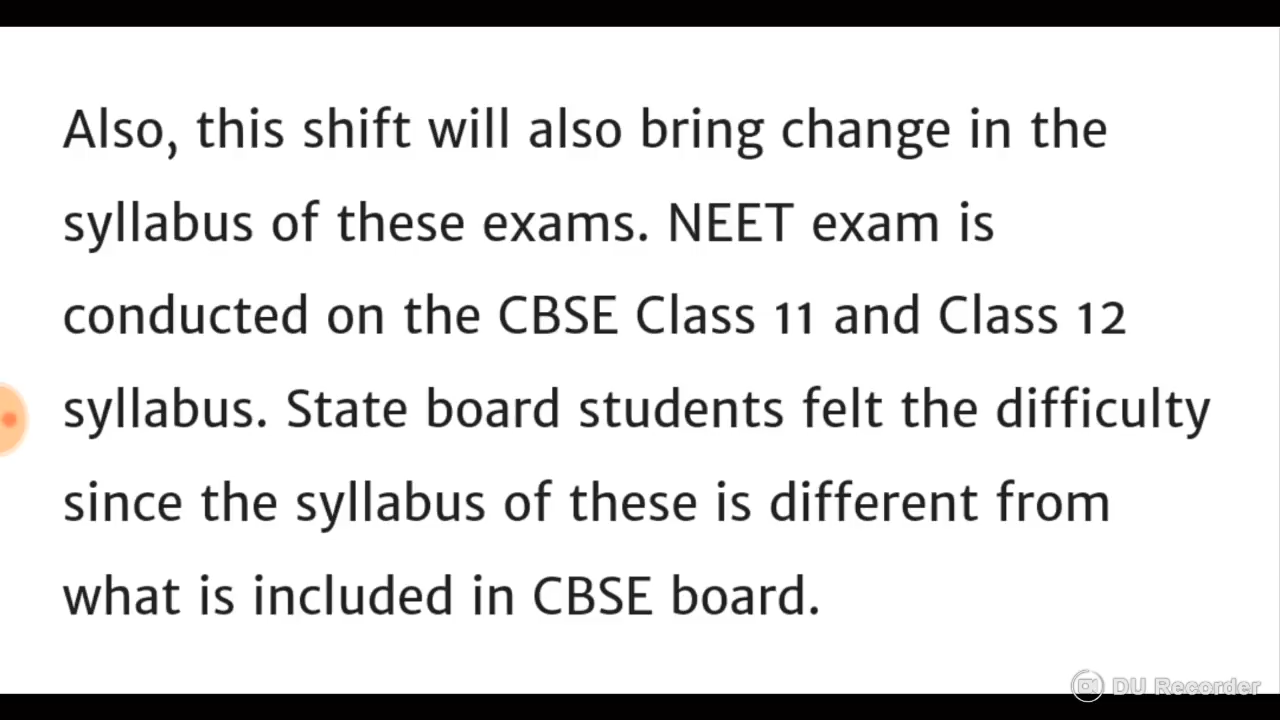 Also, this shift will also bring change in the
syllabus of these exams. NEET exam is
conducted on the CBSE Class 11 and Class 12
syllabus. State board students felt the difficulty
since the syllabus of these is different from
what is included in CBSE board.
DU Recorder